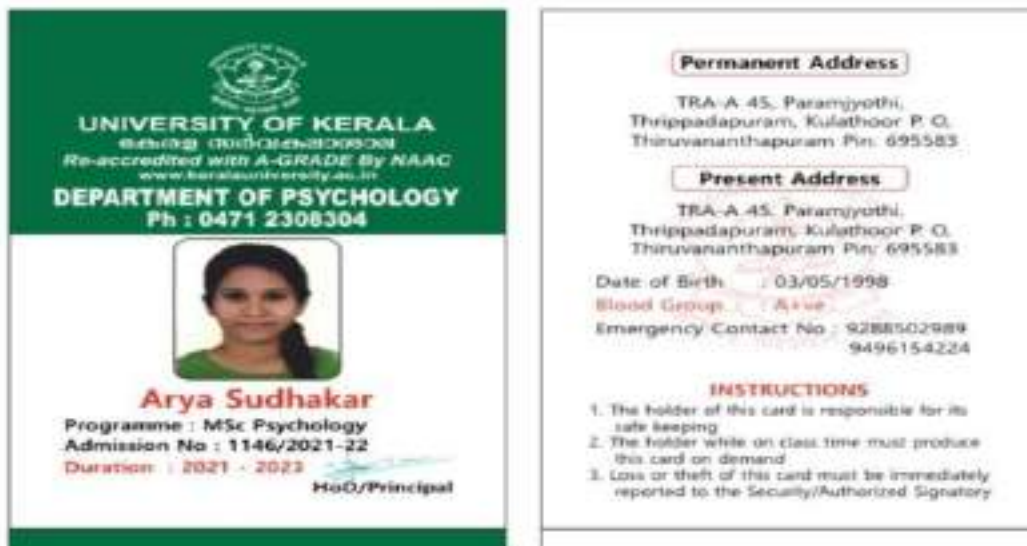 UNIVERSITY OF KERALA
കേരള സർവകലാശാല
Re-accredited with A-GRADE By NAAC
www.keralauniversity.ac.in
DEPARTMENT OF PSYCHOLOGY
Ph : 0471 2308304
Arya Sudhakar
Programme : MSc Psychology
Admission No : 1146/2021-22
Duration : 2021 - 2023
HoD/Principal
Permanent Address
TRA-A 45, Paramjyothi,
Thrippadapuram, Kulathoor P. O,
Thiruvananthapuram Pin: 695583
Present Address
TRA-A 45, Paramjyothi,
Thrippadapuram, Kulathoor P. O,
Thiruvananthapuram Pin: 695583
Date of Birth : 03/05/1998
Blood Group : A+ve
Emergency Contact No : 9288502989
9496154224
INSTRUCTIONS
1. The holder of this card is responsible for its
safe keeping
2. The holder while on class time must produce
this card on demand
3. Loss or theft of this card must be immediately
reported to the Security/Authorized Signatory